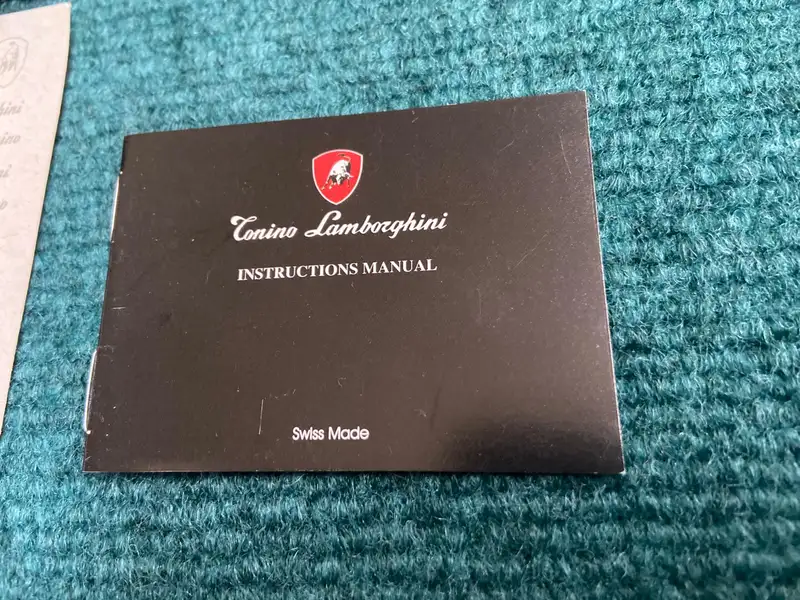 Tonino Lamborghini
INSTRUCTIONS MANUAL
Swiss Made